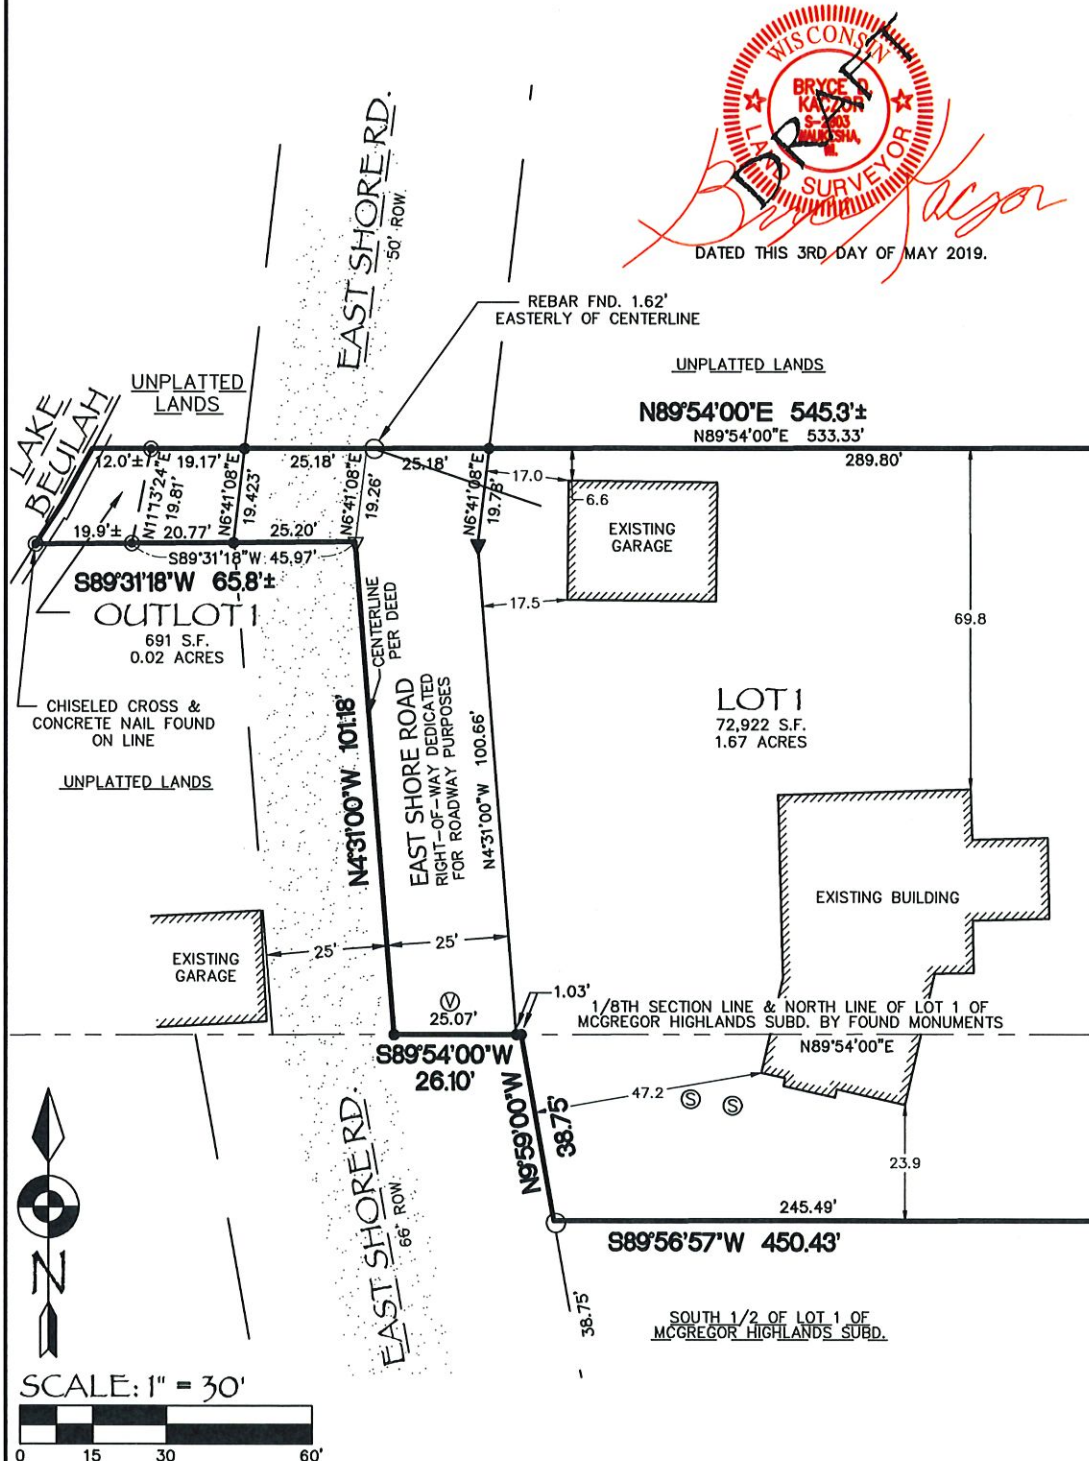 WISCONSIN
BRYCE D.
KACZOR
S-2803
WAUKESHA,
WI.
LAND SURVEYOR
DRAFT
Bryce Kaczor
DATED THIS 3RD DAY OF MAY 2019.
EAST SHORE RD.
50' ROW
REBAR FND. 1.62'
EASTERLY OF CENTERLINE
UNPLATTED LANDS
UNPLATTED
LANDS
LAKE
BEULAH
N89°54'00"E 545.3'±
N89°54'00"E 533.33'
12.0'±
19.17'
25.18'
25.18'
289.80'
N11°13'24"E
19.81'
N6°41'08"E
19.423'
N6°41'08"E
19.26'
N6°41'08"E
19.78'
17.0
6.6
EXISTING
GARAGE
19.9'±
20.77'
25.20'
S89°31'18"W 45.97'
S89°31'18"W 65.8'±
OUTLOT 1
691 S.F.
0.02 ACRES
17.5
69.8
CENTERLINE
PER DEED
CHISELED CROSS &
CONCRETE NAIL FOUND
ON LINE
UNPLATTED LANDS
LOT 1
72,922 S.F.
1.67 ACRES
N4°31'00"W 101.18'
EAST SHORE ROAD
RIGHT-OF-WAY DEDICATED
FOR ROADWAY PURPOSES
N4°31'00"W 100.66'
EXISTING BUILDING
EXISTING
GARAGE
25'
25'
V
25.07'
1.03'
1/8TH SECTION LINE & NORTH LINE OF LOT 1 OF
MCGREGOR HIGHLANDS SUBD. BY FOUND MONUMENTS
N89°54'00"E
S89°54'00"W
26.10'
N9°59'00"W
38.75'
47.2
S
S
23.9
EAST SHORE RD.
66' ROW
245.49'
S89°56'57"W 450.43'
38.75'
SOUTH 1/2 OF LOT 1 OF
MCGREGOR HIGHLANDS SUBD.
N
SCALE: 1" = 30'
0 15 30 60'